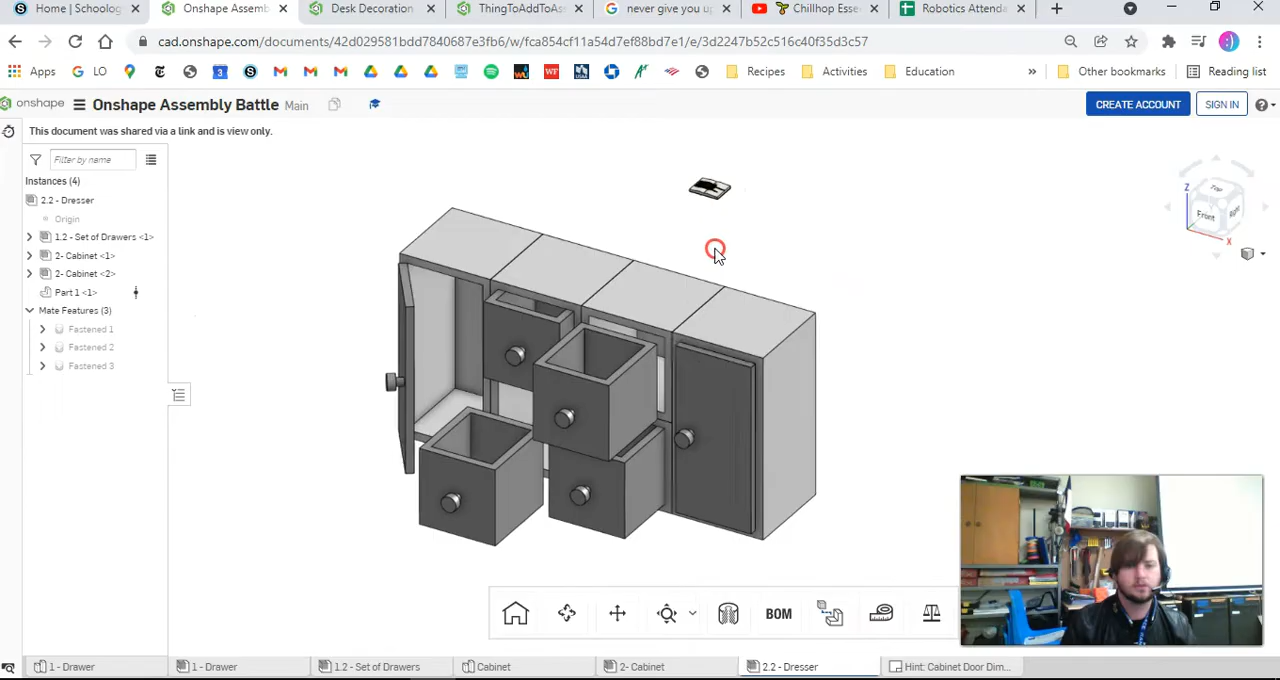 Home | Schoolog
Onshape Assemb
Desk Decoration
ThingToAddToAs
never give you u
Chillhop Esse
Robotics Attenda
cad.onshape.com/documents/42d029581bdd7840687e3fb6/w/fca854cf11a54d7ef88bd7e1/e/3d2247b52c516c40f35d3c57
Apps
LO
Recipes
Activities
Education
»
Other bookmarks
Reading list
onshape
Onshape Assembly Battle Main
CREATE ACCOUNT
SIGN IN
This document was shared via a link and is view only.
Filter by name
Instances (4)
2.2 - Dresser
Origin
1.2 - Set of Drawers <1>
2- Cabinet <1>
2- Cabinet <2>
Part 1 <1>
Mate Features (3)
Fastened 1
Fastened 2
Fastened 3
Z
Top
Front
Right
X
BOM
1 - Drawer
1 - Drawer
1.2 - Set of Drawers
Cabinet
2- Cabinet
2.2 - Dresser
Hint: Cabinet Door Dim...